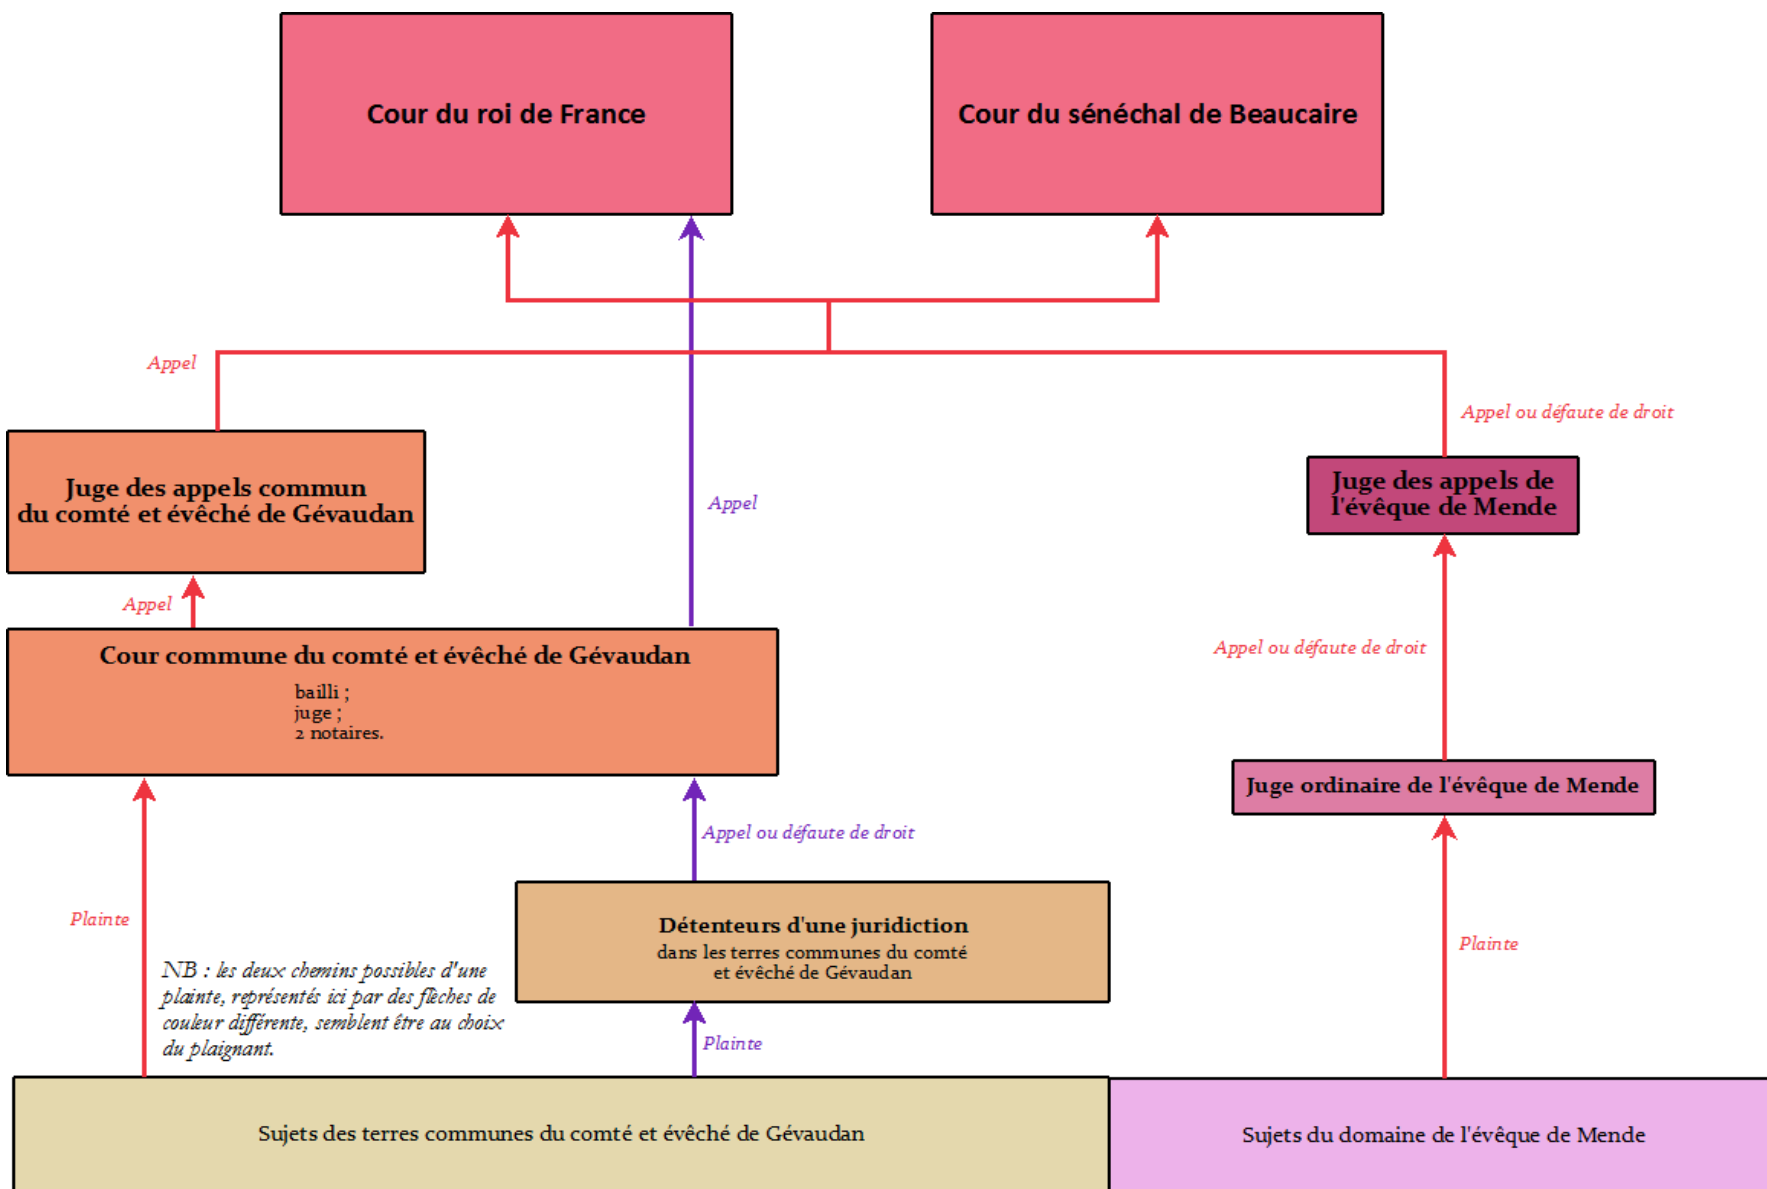 Cour du roi de France
Cour du sénéchal de Beaucaire
Appel
Appel ou défaute de droit
Juge des appels commun
du comté et évêché de Gévaudan
Juge des appels de
l'évêque de Mende
Appel
Appel
Cour commune du comté et évêché de Gévaudan
bailli ;
juge ;
2 notaires.
Appel ou défaute de droit
Juge ordinaire de l'évêque de Mende
Appel ou défaute de droit
Plainte
Détenteurs d'une juridiction
dans les terres communes du comté
et évêché de Gévaudan
Plainte
NB : les deux chemins possibles d'une
plainte, représentés ici par des flèches de
couleur différente, semblent être au choix
du plaignant.
Plainte
Sujets des terres communes du comté et évêché de Gévaudan
Sujets du domaine de l'évêque de Mende